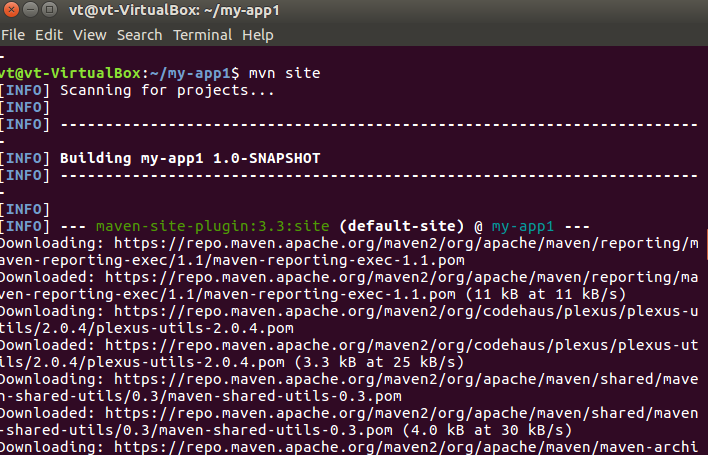 vt@vt-VirtualBox: ~/my-app1
File Edit View Search Terminal Help
-
vt@vt-VirtualBox:~/my-app1$ mvn site
[INFO] Scanning for projects...
[INFO]
[INFO] ------------------------------------------------------------------------
-
[INFO] Building my-app1 1.0-SNAPSHOT
[INFO] ------------------------------------------------------------------------
-
[INFO]
[INFO] --- maven-site-plugin:3.3:site (default-site) @ my-app1 ---
Downloading: https://repo.maven.apache.org/maven2/org/apache/maven/reporting/m
aven-reporting-exec/1.1/maven-reporting-exec-1.1.pom
Downloaded: https://repo.maven.apache.org/maven2/org/apache/maven/reporting/ma
ven-reporting-exec/1.1/maven-reporting-exec-1.1.pom (11 kB at 11 kB/s)
Downloading: https://repo.maven.apache.org/maven2/org/codehaus/plexus/plexus-u
tils/2.0.4/plexus-utils-2.0.4.pom
Downloaded: https://repo.maven.apache.org/maven2/org/codehaus/plexus/plexus-ut
ils/2.0.4/plexus-utils-2.0.4.pom (3.3 kB at 25 kB/s)
Downloading: https://repo.maven.apache.org/maven2/org/apache/maven/shared/mave
n-shared-utils/0.3/maven-shared-utils-0.3.pom
Downloaded: https://repo.maven.apache.org/maven2/org/apache/maven/shared/maven
-shared-utils/0.3/maven-shared-utils-0.3.pom (4.0 kB at 30 kB/s)
Downloading: https://repo.maven.apache.org/maven2/org/apache/maven/maven-archi